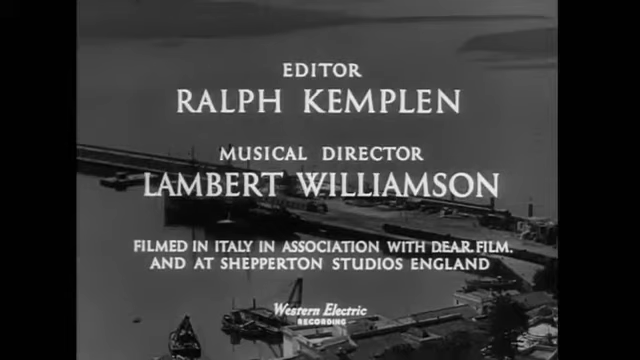 EDITOR
RALPH KEMPLEN
MUSICAL DIRECTOR
LAMBERT WILLIAMSON
FILMED IN ITALY IN ASSOCIATION WITH D.E.A.R. FILM.
AND AT SHEPPERTON STUDIOS ENGLAND
Western Electric
RECORDING